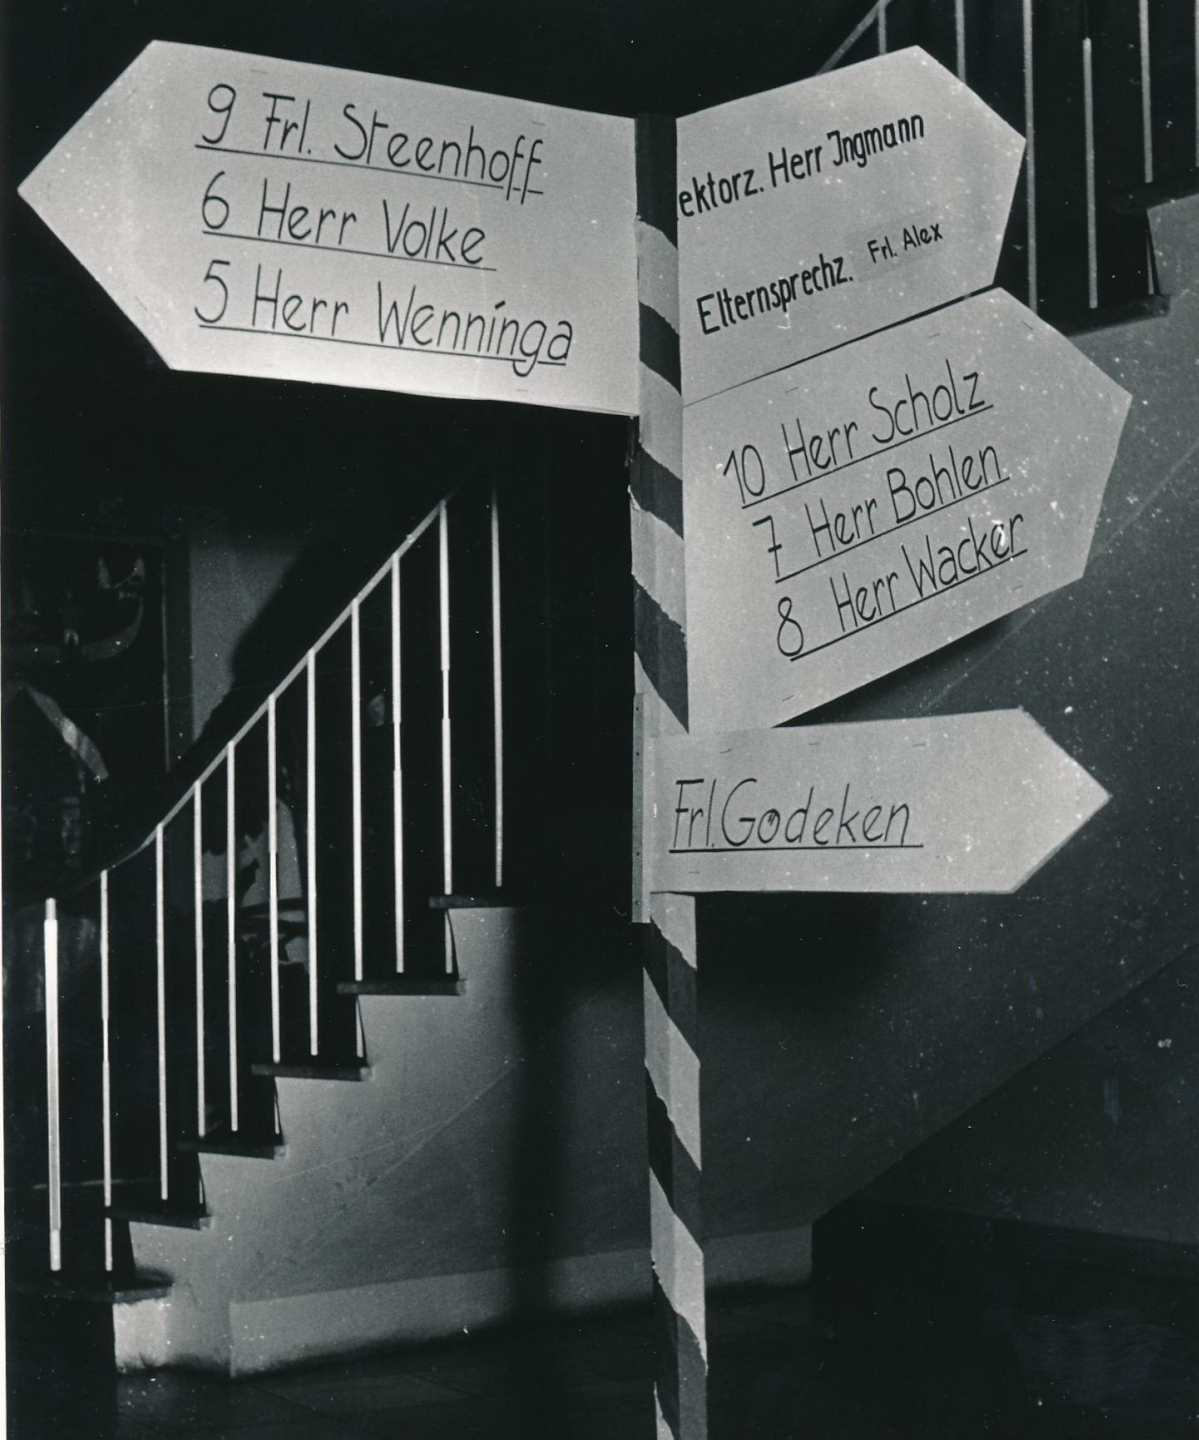 9 Frl. Steenhoff
6 Herr Volke
5 Herr Wenninga
ektorz. Herr Ingmann
Elternsprechz. Frl. Alex
10 Herr Scholz
7 Herr Bohlen
8 Herr Wacker
Frl. Godeken